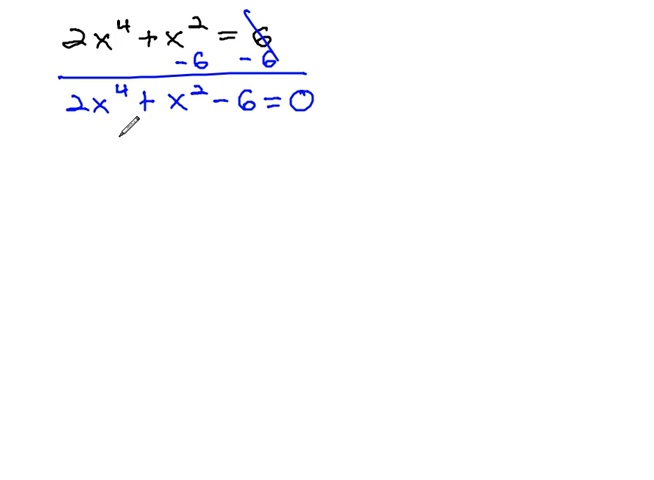 2x⁴ + x² = 6
-6 -6
2x⁴ + x² - 6 = 0